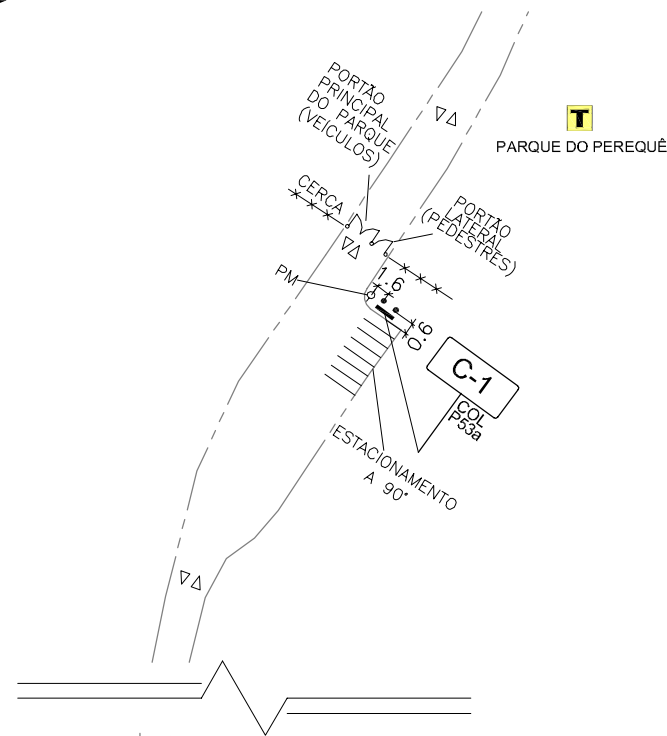 PORTÃO
PRINCIPAL
DO PARQUE
(VEÍCULOS)
T
PARQUE DO PEREQUÊ
CERCA
PORTÃO
LATERAL
(PEDESTRES)
PM
1.6
0.6
C-1
COL
P53a
ESTACIONAMENTO
A 90°